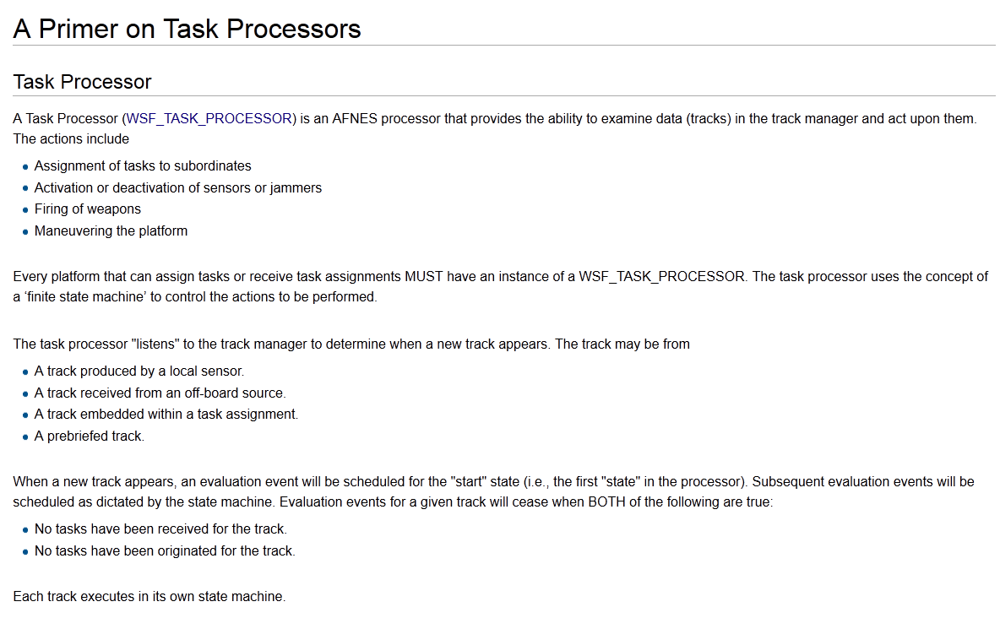 A Primer on Task Processors
Task Processor
A Task Processor (WSF_TASK_PROCESSOR) is an AFNES processor that provides the ability to examine data (tracks) in the track manager and act upon them.
The actions include
Assignment of tasks to subordinates
Activation or deactivation of sensors or jammers
Firing of weapons
Maneuvering the platform
Every platform that can assign tasks or receive task assignments MUST have an instance of a WSF_TASK_PROCESSOR. The task processor uses the concept of
a ‘finite state machine’ to control the actions to be performed.
The task processor "listens" to the track manager to determine when a new track appears. The track may be from
A track produced by a local sensor.
A track received from an off-board source.
A track embedded within a task assignment.
A prebriefed track.
When a new track appears, an evaluation event will be scheduled for the "start" state (i.e., the first "state" in the processor). Subsequent evaluation events will be
scheduled as dictated by the state machine. Evaluation events for a given track will cease when BOTH of the following are true:
No tasks have been received for the track.
No tasks have been originated for the track.
Each track executes in its own state machine.